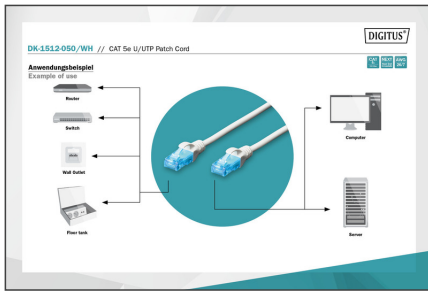 DIGITUS®
DK-1512-050/WH // CAT 5e U/UTP Patch Cord
Anwendungsbeispiel
Example of use
Router
Switch
Wall Outlet
Floor tank
Computer
Server